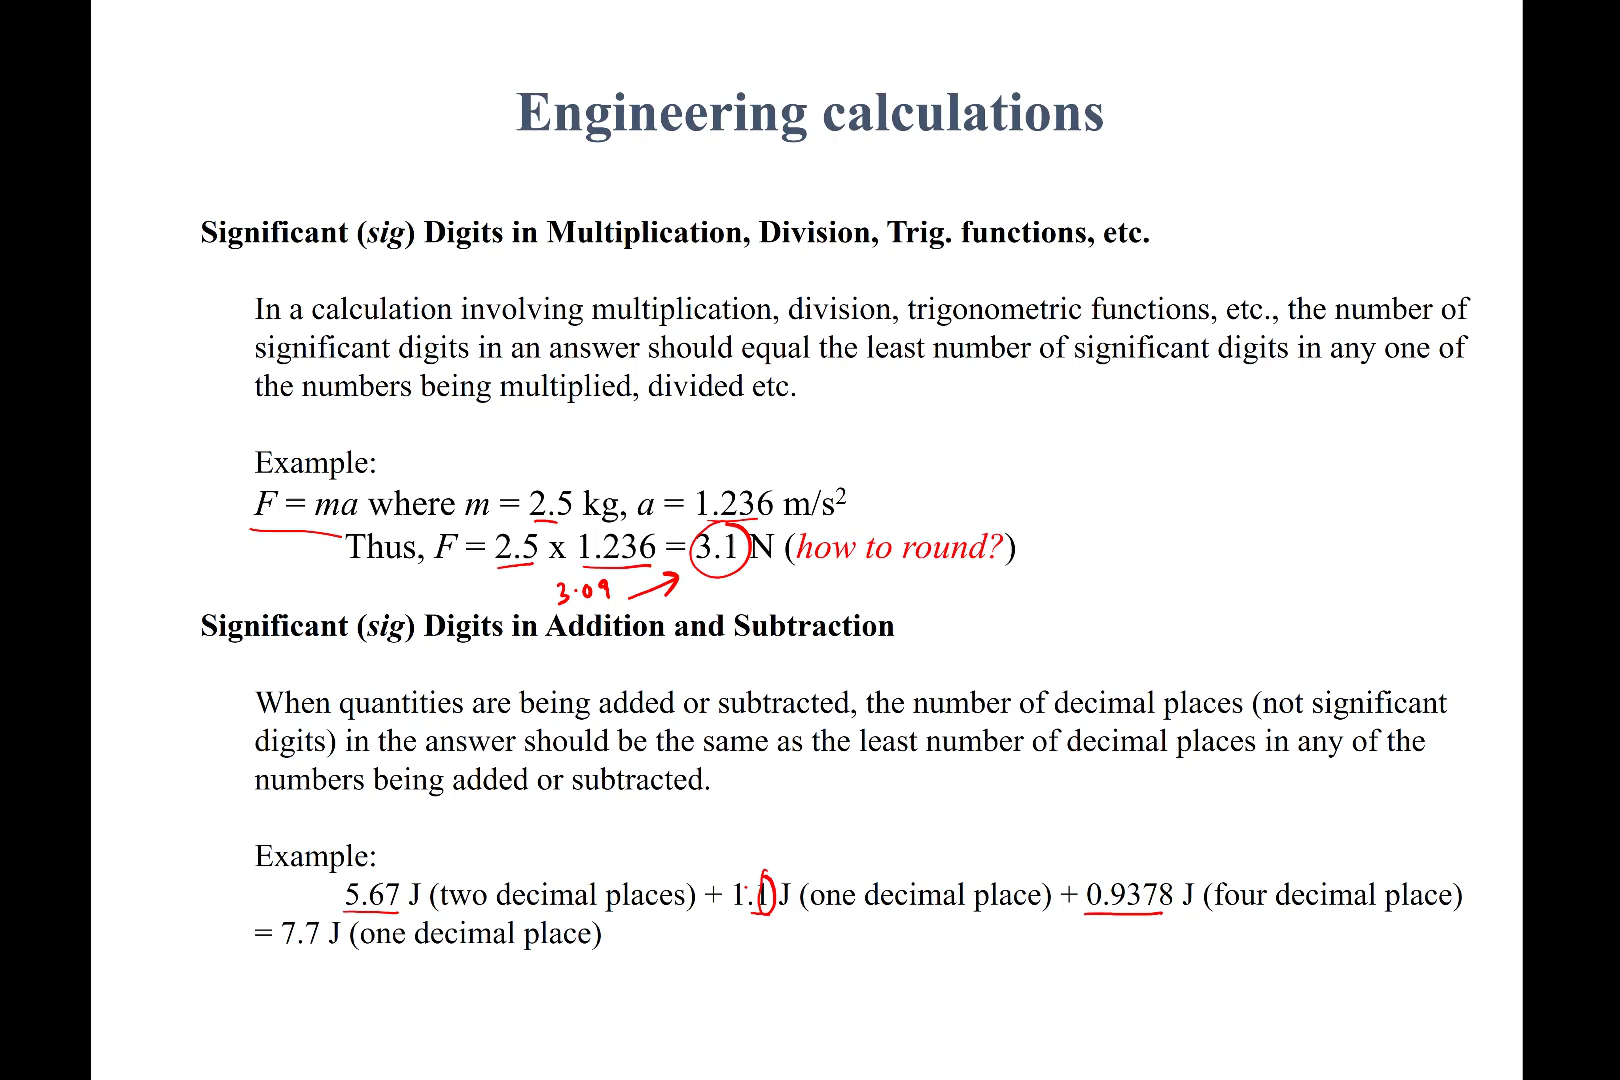 Engineering calculations
Significant (sig) Digits in Multiplication, Division, Trig. functions, etc.
In a calculation involving multiplication, division, trigonometric functions, etc., the number of
significant digits in an answer should equal the least number of significant digits in any one of
the numbers being multiplied, divided etc.
Example:
F = ma where m = 2.5 kg, a = 1.236 m/s²
Thus, F = 2.5 x 1.236 = 3.1 N (how to round?)
3.09
Significant (sig) Digits in Addition and Subtraction
When quantities are being added or subtracted, the number of decimal places (not significant
digits) in the answer should be the same as the least number of decimal places in any of the
numbers being added or subtracted.
Example:
5.67 J (two decimal places) + 1.1 J (one decimal place) + 0.9378 J (four decimal place)
= 7.7 J (one decimal place)